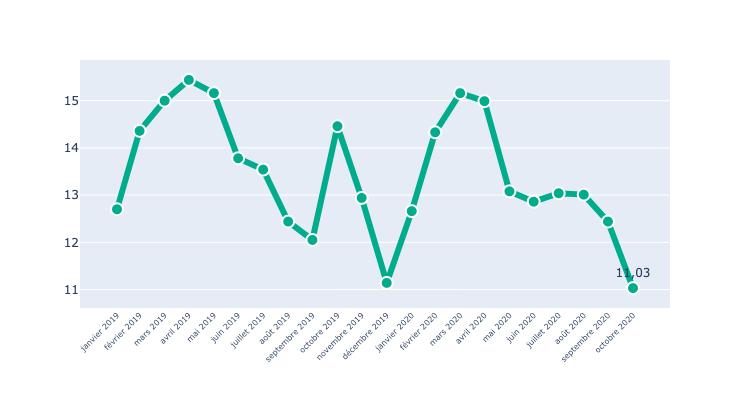 15
14
13
12
11
11,03
janvier 2019
février 2019
mars 2019
avril 2019
mai 2019
juin 2019
juillet 2019
août 2019
septembre 2019
octobre 2019
novembre 2019
décembre 2019
janvier 2020
février 2020
mars 2020
avril 2020
mai 2020
juin 2020
juillet 2020
août 2020
septembre 2020
octobre 2020